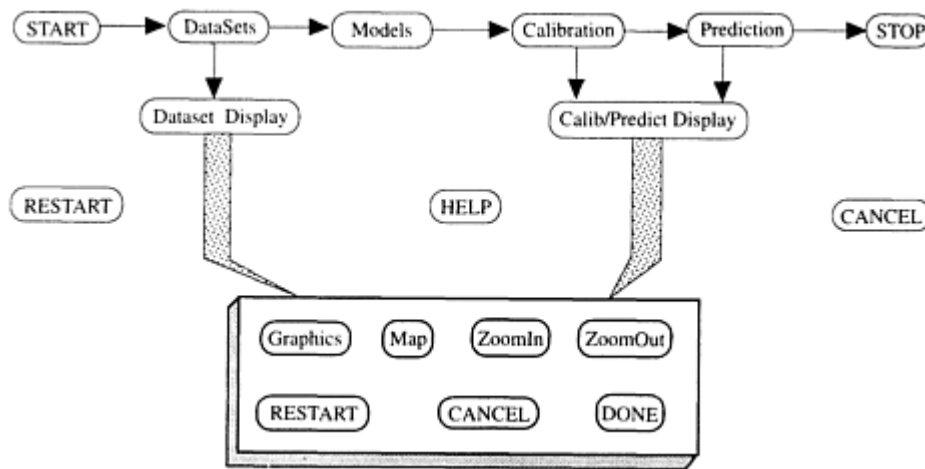 START
DataSets
Models
Calibration
Prediction
STOP
Dataset Display
Calib/Predict Display
RESTART
HELP
CANCEL
Graphics
Map
ZoomIn
ZoomOut
RESTART
CANCEL
DONE